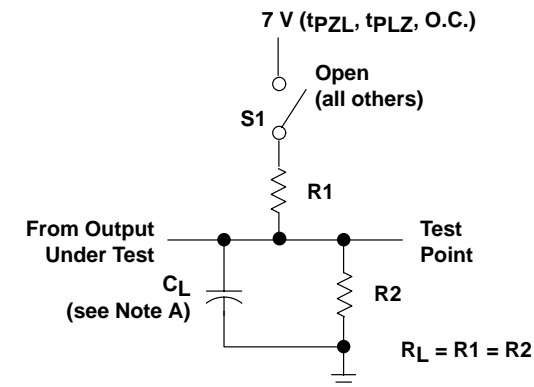 7 V (tPZL, tPLZ, O.C.)
Open
(all others)
S1
R1
From Output
Under Test
Test
Point
CL
(see Note A)
R2
RL = R1 = R2